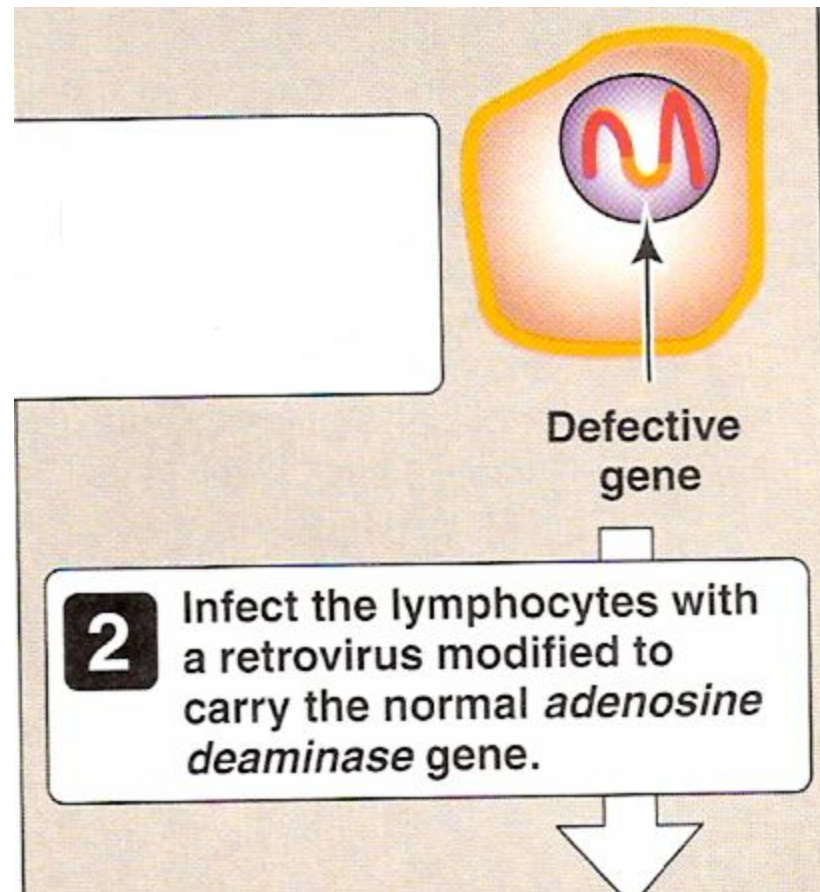 Defective
gene
2
Infect the lymphocytes with
a retrovirus modified to
carry the normal adenosine
deaminase gene.